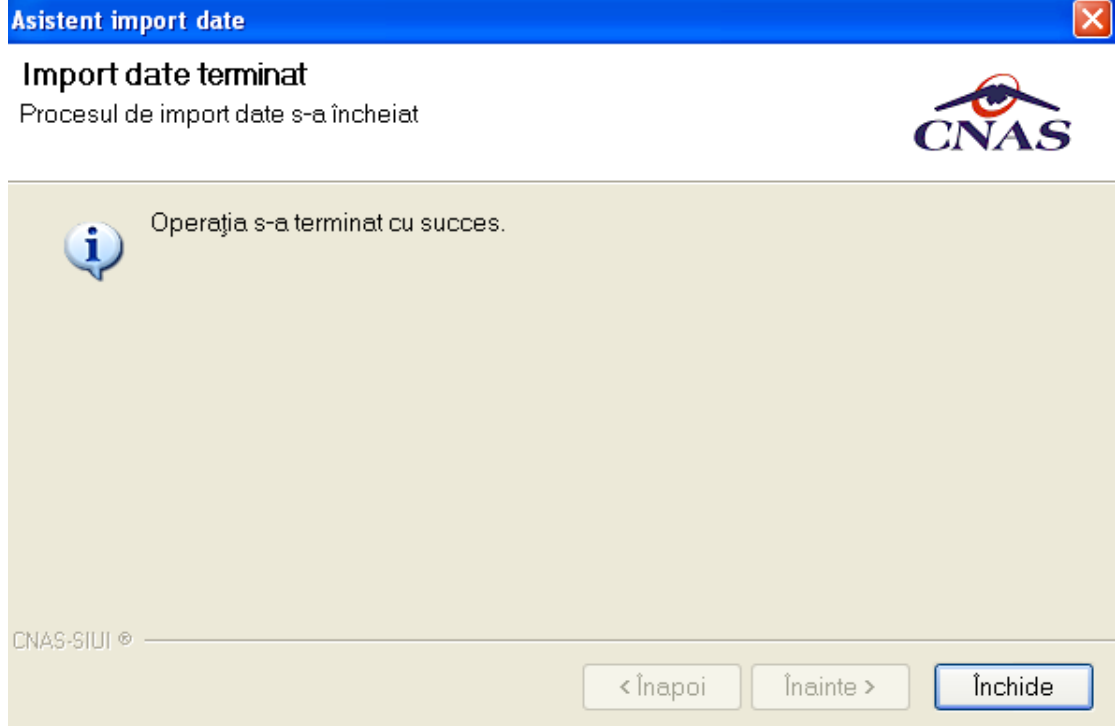 Asistent import date
Import date terminat
Procesul de import date s-a încheiat
CNAS
Operaţia s-a terminat cu succes.
CNAS-SIUI ®
< Înapoi
Înainte >
Închide